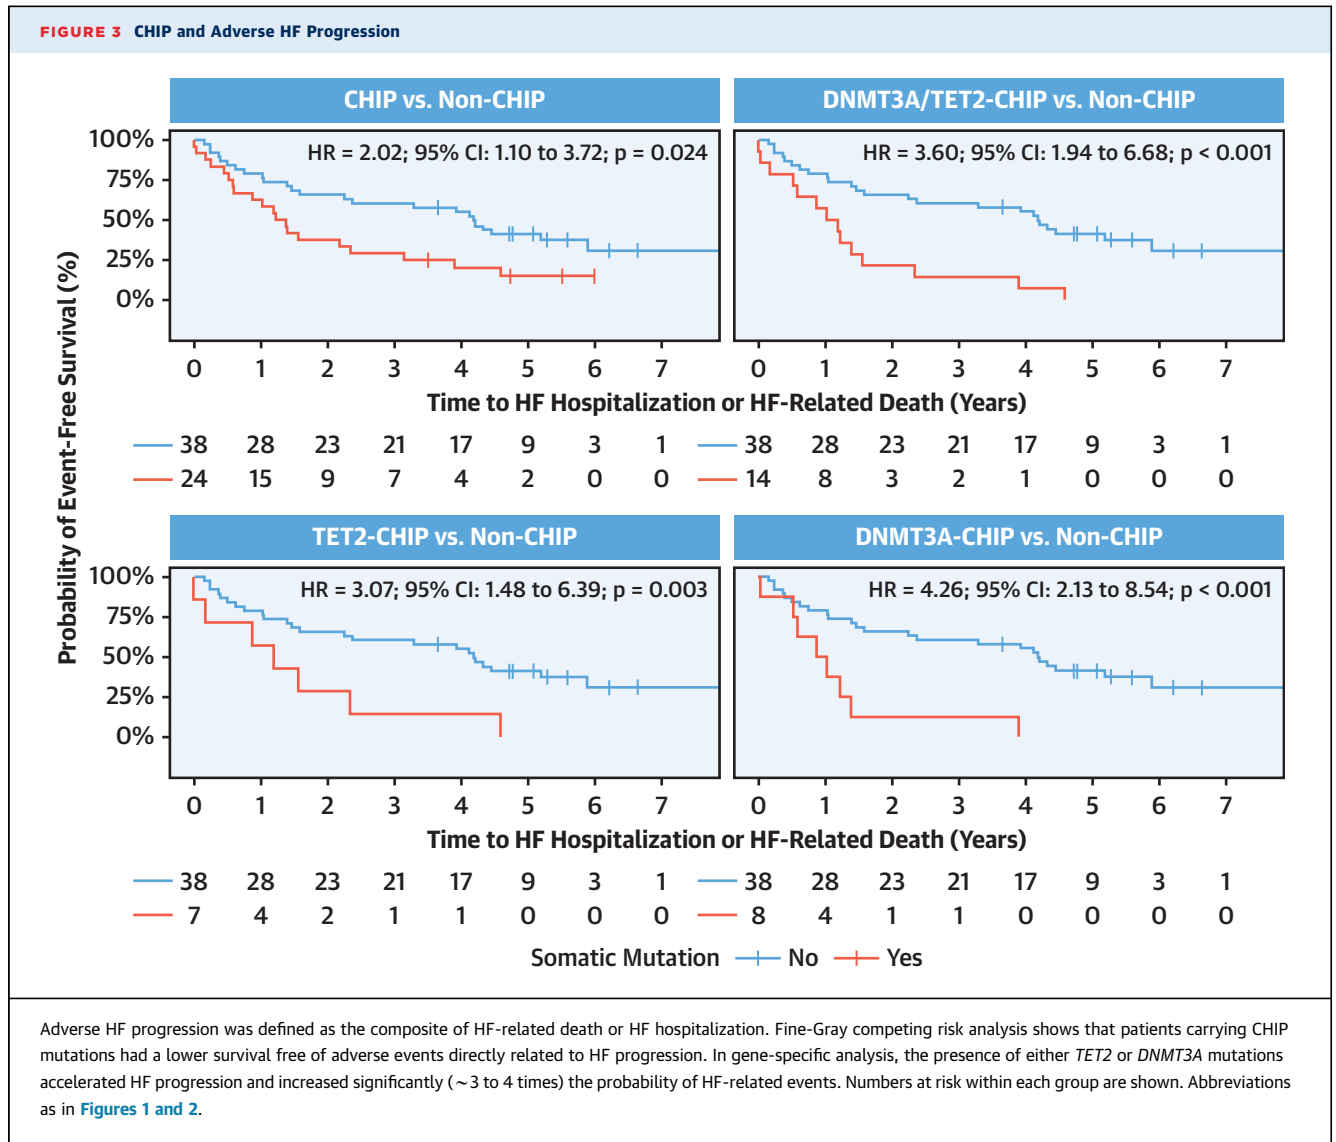 FIGURE 3 CHIP and Adverse HF Progression
Probability of Event-Free Survival (%)
CHIP vs. Non-CHIP
HR = 2.02; 95% CI: 1.10 to 3.72; p = 0.024
100%
75%
50%
25%
0%
0 1 2 3 4 5 6 7
DNMT3A/TET2-CHIP vs. Non-CHIP
HR = 3.60; 95% CI: 1.94 to 6.68; p < 0.001
0 1 2 3 4 5 6 7
Time to HF Hospitalization or HF-Related Death (Years)
38 28 23 21 17 9 3 1
24 15 9 7 4 2 0 0
38 28 23 21 17 9 3 1
14 8 3 2 1 0 0 0
TET2-CHIP vs. Non-CHIP
HR = 3.07; 95% CI: 1.48 to 6.39; p = 0.003
100%
75%
50%
25%
0%
0 1 2 3 4 5 6 7
DNMT3A-CHIP vs. Non-CHIP
HR = 4.26; 95% CI: 2.13 to 8.54; p < 0.001
0 1 2 3 4 5 6 7
Time to HF Hospitalization or HF-Related Death (Years)
38 28 23 21 17 9 3 1
7 4 2 1 1 0 0 0
38 28 23 21 17 9 3 1
8 4 1 1 0 0 0 0
Somatic Mutation No Yes
Adverse HF progression was defined as the composite of HF-related death or HF hospitalization. Fine-Gray competing risk analysis shows that patients carrying CHIP
mutations had a lower survival free of adverse events directly related to HF progression. In gene-specific analysis, the presence of either TET2 or DNMT3A mutations
accelerated HF progression and increased significantly (∼3 to 4 times) the probability of HF-related events. Numbers at risk within each group are shown. Abbreviations
as in Figures 1 and 2.